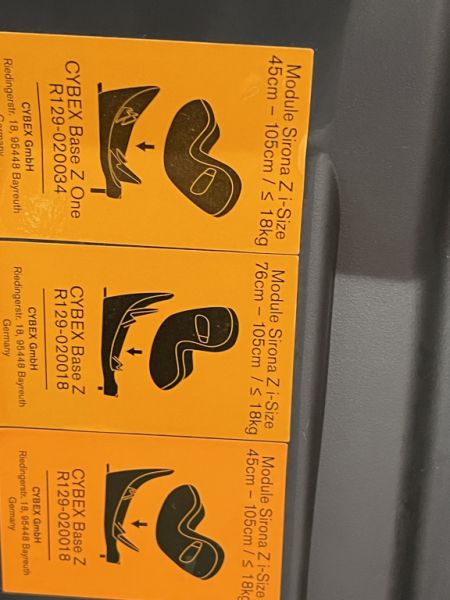 Module Sirona Z i-Size
45cm – 105cm / ≤ 18kg
CYBEX Base Z One
R129-020034
CYBEX GmbH
Riedingerstr. 18, 95448 Bayreuth
Germany
Module Sirona Z i-Size
76cm – 105cm / ≤ 18kg
CYBEX Base Z
R129-020018
CYBEX GmbH
Riedingerstr. 18, 95448 Bayreuth
Germany
Module Sirona Z i-Size
45cm – 105cm / ≤ 18kg
CYBEX Base Z
R129-020018
CYBEX GmbH
Riedingerstr. 18, 95448 Bayreuth
Germany